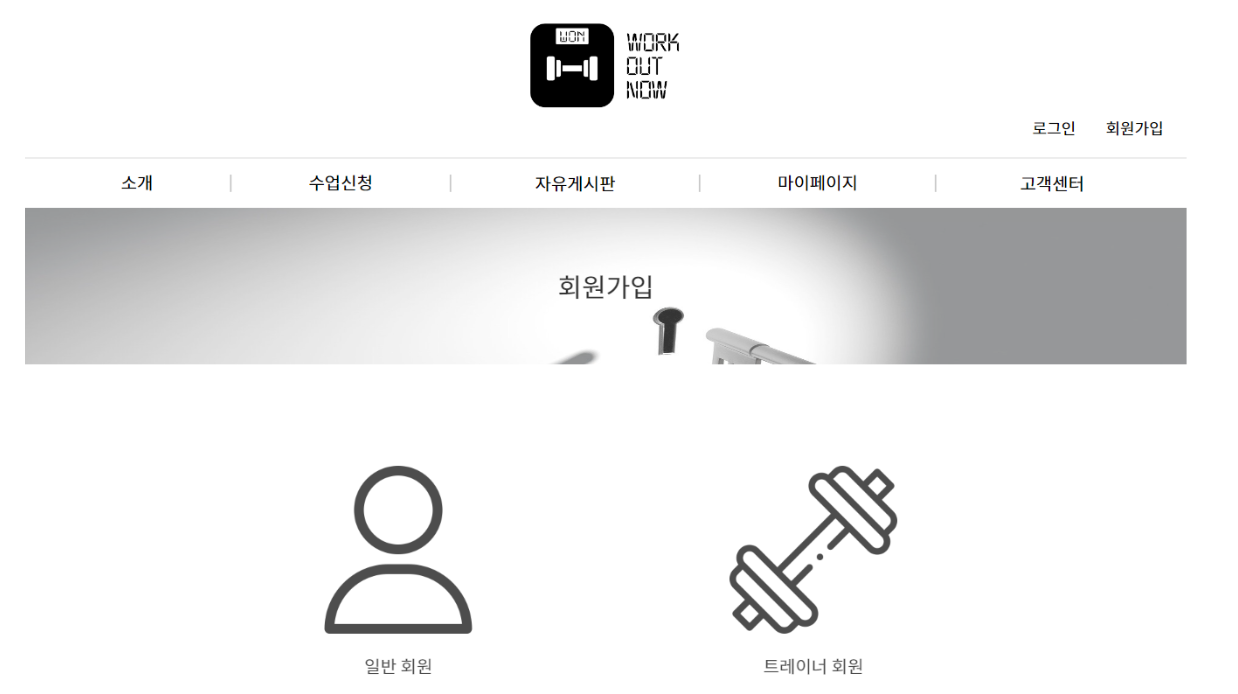 WON
WORK
OUT
NOW
로그인 회원가입
소개 수업신청 자유게시판 마이페이지 고객센터
회원가입
일반 회원 트레이너 회원